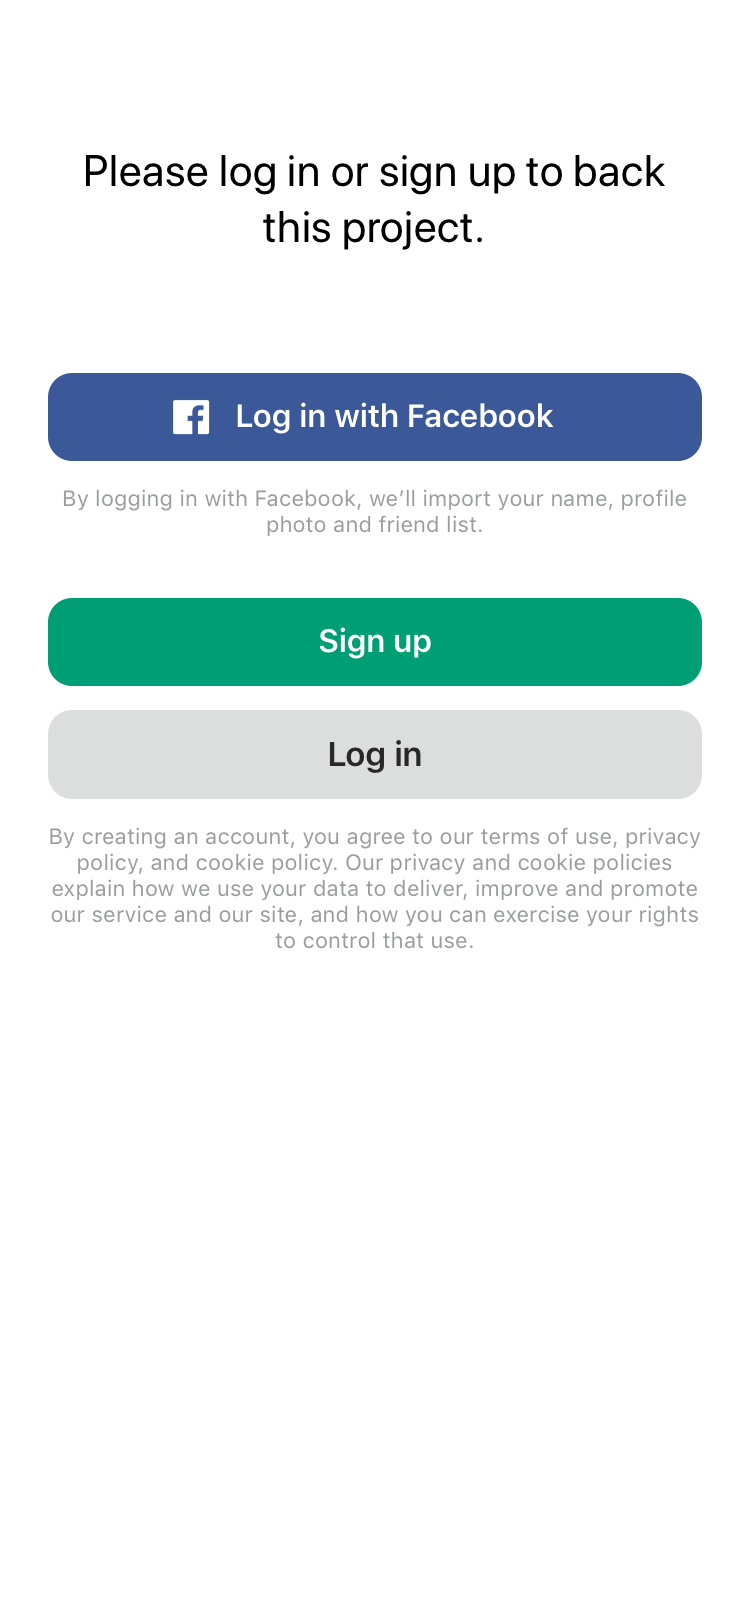 Please log in or sign up to back
this project.
Log in with Facebook
By logging in with Facebook, we’ll import your name, profile
photo and friend list.
Sign up
Log in
By creating an account, you agree to our terms of use, privacy
policy, and cookie policy. Our privacy and cookie policies
explain how we use your data to deliver, improve and promote
our service and our site, and how you can exercise your rights
to control that use.